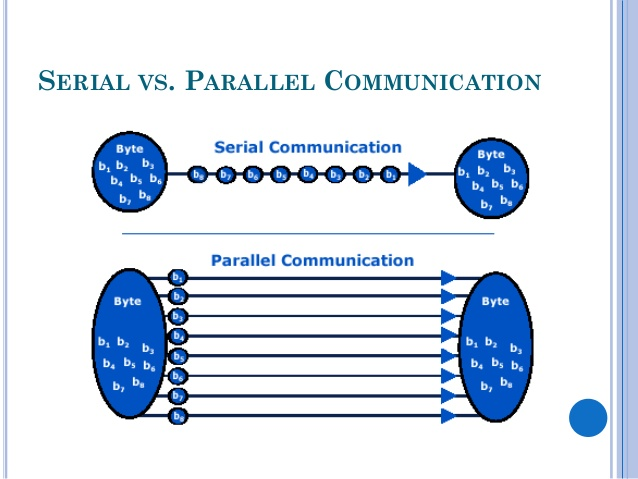 SERIAL VS. PARALLEL COMMUNICATION
Serial Communication
Byte
b1 b2 b3
b4 b5 b6
b7 b8
b8 b7 b6 b5 b4 b3 b2 b1
Byte
b1 b2 b3
b4 b5 b6
b7 b8
Parallel Communication
Byte
b1 b2 b3
b4 b5 b6
b7 b8
b1
b2
b3
b4
b5
b6
b7
b8
Byte
b1 b2 b3
b4 b5 b6
b7 b8